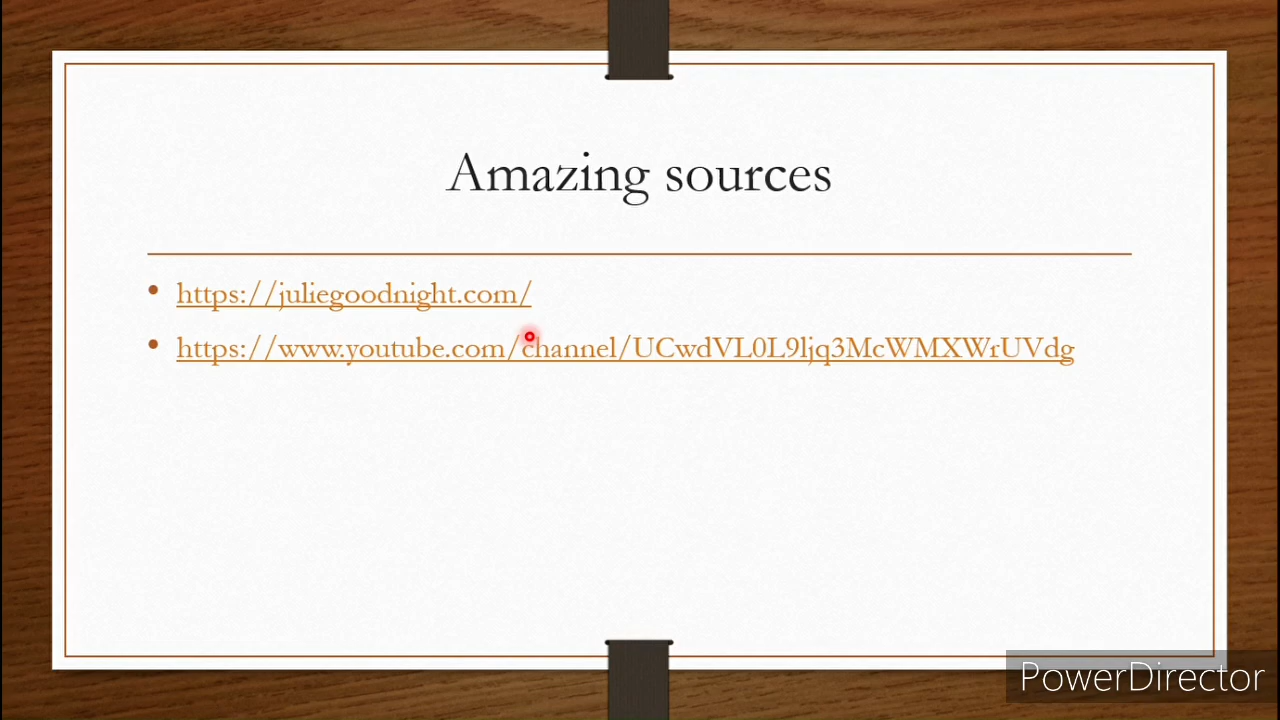 Amazing sources
• https://juliegoodnight.com/
• https://www.youtube.com/channel/UCwdVL0L9ljq3McWMXWrUVdg
PowerDirector